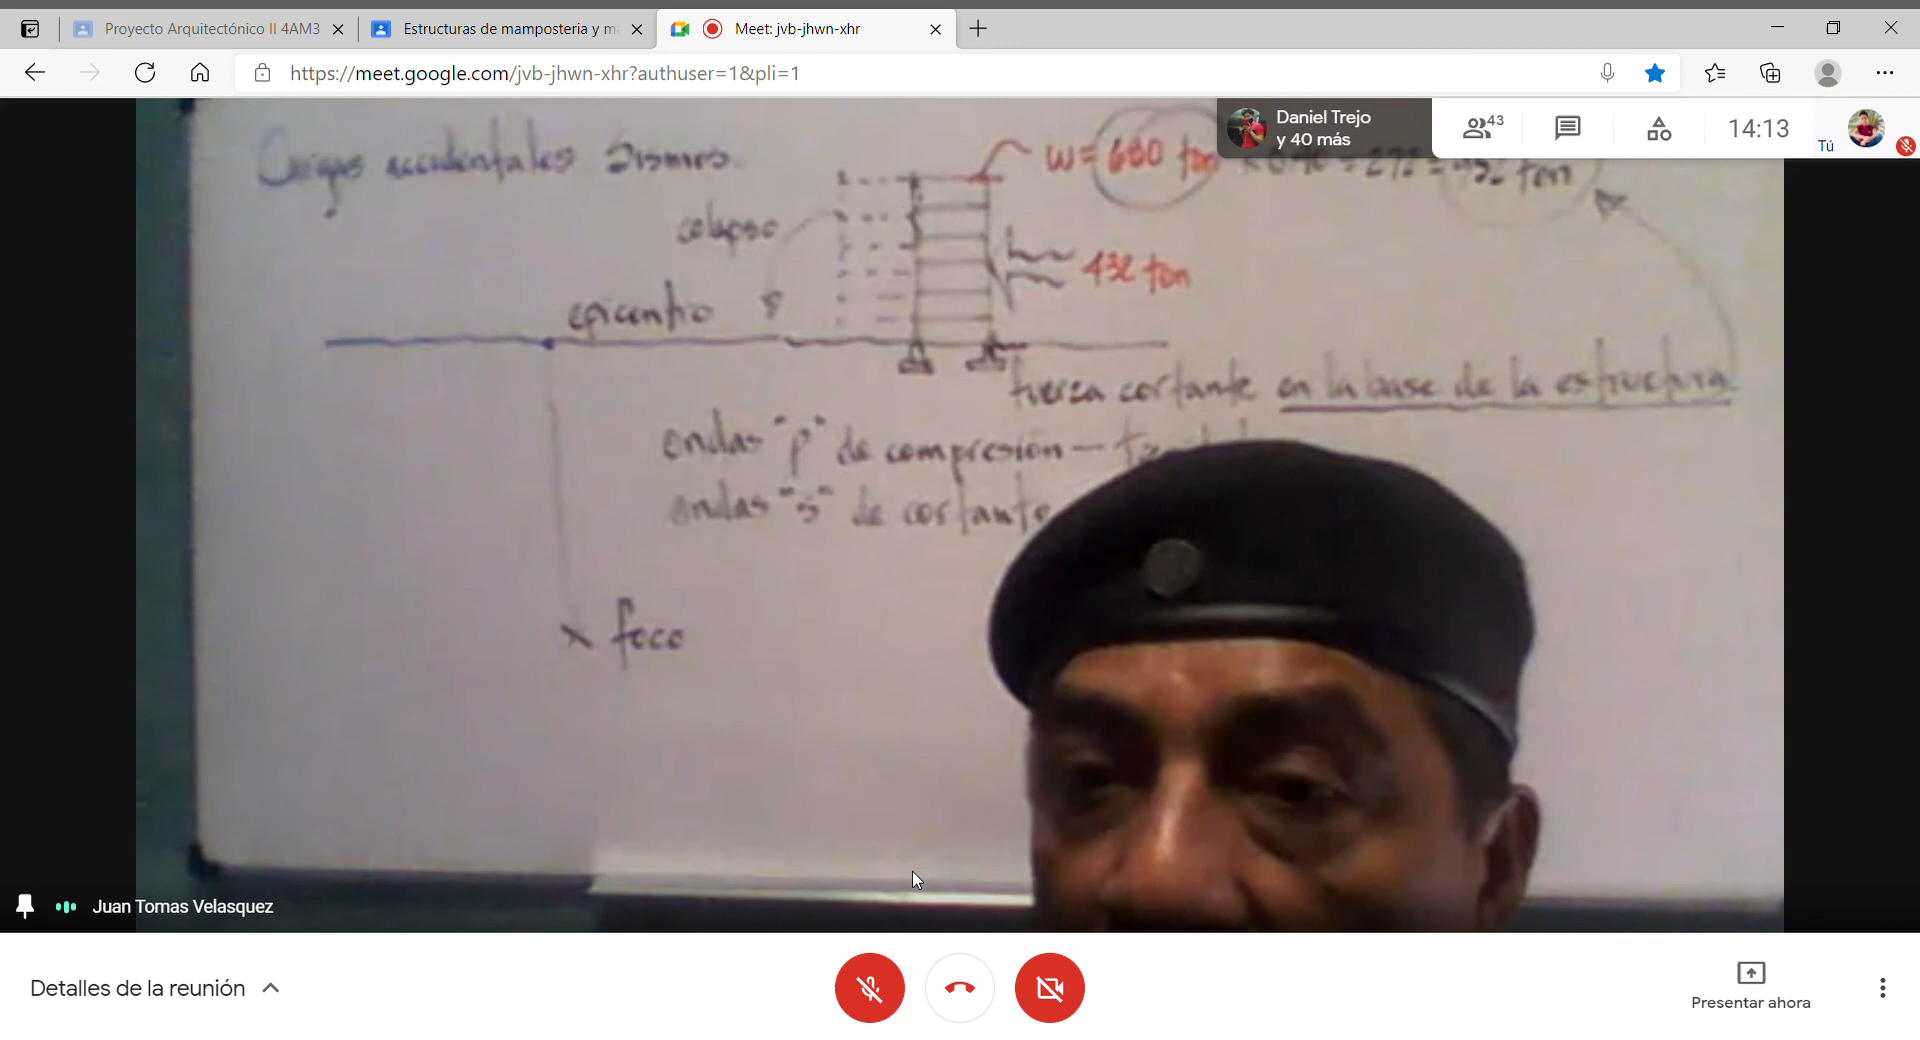 Proyecto Arquitectónico II 4AM3
Estructuras de mamposteria y m
Meet: jvb-jhwn-xhr
https://meet.google.com/jvb-jhwn-xhr?authuser=1&pli=1
Daniel Trejo
y 40 más
43
14:13
Tú
Cargas accidentales Sismos.
W = 680 ton
ton
colapso
432 ton
epicentro
fuerza cortante en la base de la estructura
ondas "p" de compresión —
ondas "s" de cortante
x foco
Juan Tomas Velasquez
Detalles de la reunión
Presentar ahora